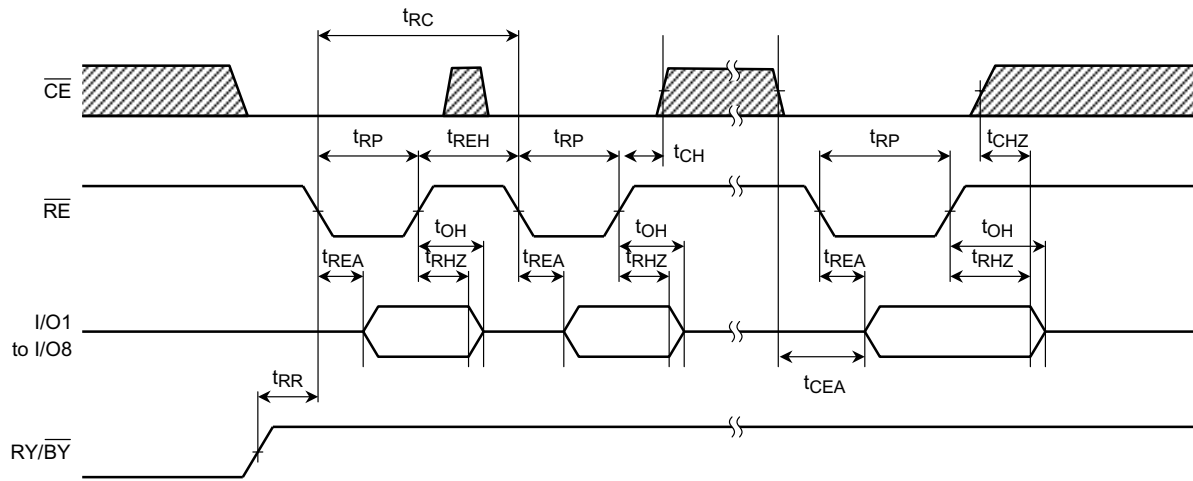 tRC
CE
tRP
tREH
tRP
tCH
tRP
tCHZ
RE
tOH
tOH
tOH
tREA
tRHZ
tREA
tRHZ
tREA
tRHZ
I/O1
to I/O8
tCEA
tRR
RY/BY